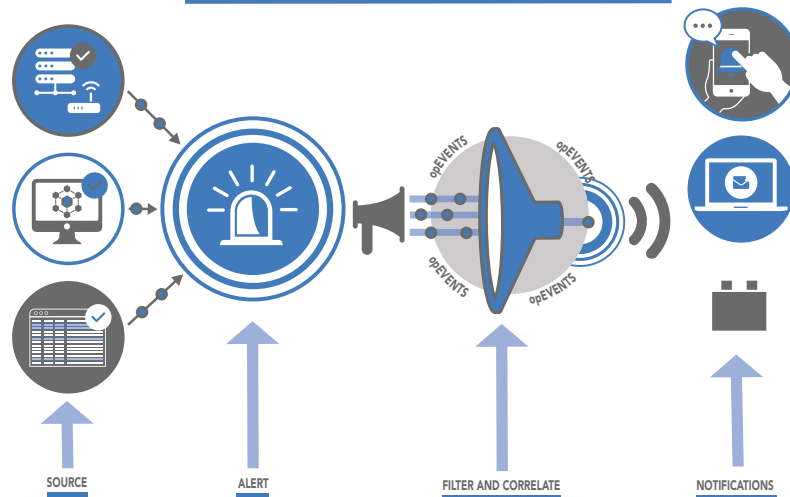 opEVENTS
opEVENTS
opEVENTS
opEVENTS
SOURCE
ALERT
FILTER AND CORRELATE
NOTIFICATIONS